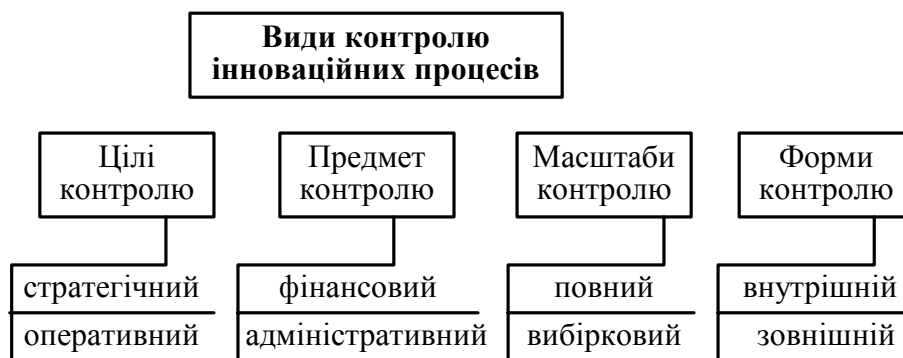 Види контролю
інноваційних процесів
Цілі
контролю
Предмет
контролю
Масштаби
контролю
Форми
контролю
стратегічний
оперативний
фінансовий
адміністративний
повний
вибірковий
внутрішній
зовнішній